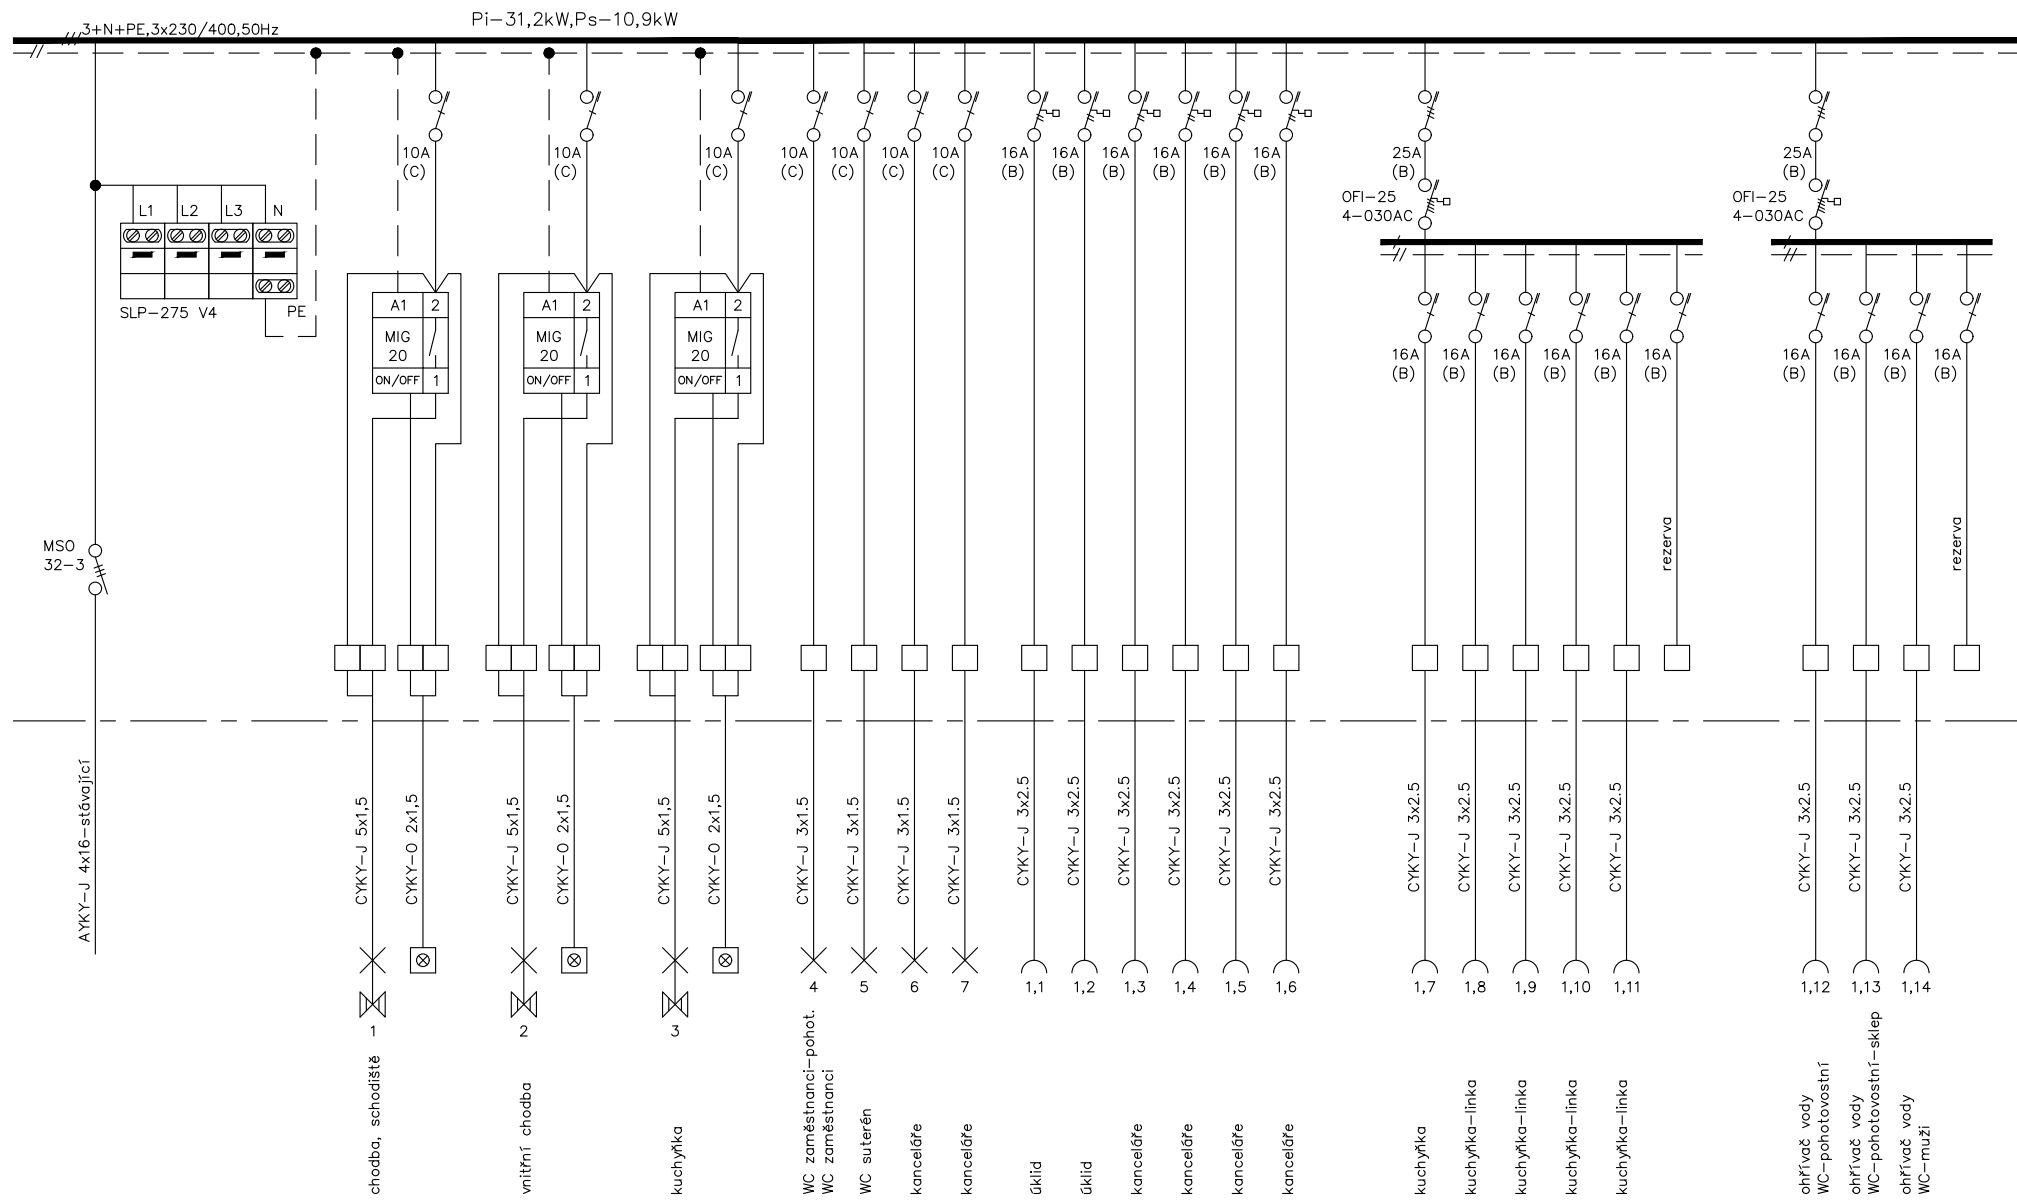 Pi-31,2kW,Ps-10,9kW
3+N+PE,3x230/400,50Hz
10A
(C)
10A
(C)
10A
(C)
10A
(C)
10A
(C)
10A
(C)
10A
(C)
16A
(B)
16A
(B)
16A
(B)
16A
(B)
16A
(B)
16A
(B)
25A
(B)
25A
(B)
OFI-25
4-030AC
OFI-25
4-030AC
L1
L2
L3
N
SLP-275 V4
PE
A1
2
MIG
20
ON/OFF
1
A1
2
MIG
20
ON/OFF
1
A1
2
MIG
20
ON/OFF
1
16A
(B)
16A
(B)
16A
(B)
16A
(B)
16A
(B)
16A
(B)
16A
(B)
16A
(B)
16A
(B)
16A
(B)
rezerva
rezerva
MSO
32-3
AYKY-J 4x16-stávající
CYKY-J 5x1,5
CYKY-O 2x1,5
CYKY-J 5x1,5
CYKY-O 2x1,5
CYKY-J 5x1,5
CYKY-O 2x1,5
CYKY-J 3x1.5
CYKY-J 3x1.5
CYKY-J 3x1.5
CYKY-J 3x1.5
CYKY-J 3x2.5
CYKY-J 3x2.5
CYKY-J 3x2.5
CYKY-J 3x2.5
CYKY-J 3x2.5
CYKY-J 3x2.5
CYKY-J 3x2.5
CYKY-J 3x2.5
CYKY-J 3x2.5
CYKY-J 3x2.5
CYKY-J 3x2.5
CYKY-J 3x2.5
CYKY-J 3x2.5
CYKY-J 3x2.5
1
2
3
4
5
6
7
1,1
1,2
1,3
1,4
1,5
1,6
1,7
1,8
1,9
1,10
1,11
1,12
1,13
1,14
chodba, schodiště
vnitřní chodba
kuchyňka
WC zaměstnanci-pohot.
WC zaměstnanci
WC suterén
kanceláře
kanceláře
úklid
úklid
kanceláře
kanceláře
kanceláře
kanceláře
kuchyňka
kuchyňka-linka
kuchyňka-linka
kuchyňka-linka
kuchyňka-linka
ohřívač vody
WC-pohotovostní
ohřívač vody
WC-pohotovostní-sklep
ohřívač vody
WC-muži